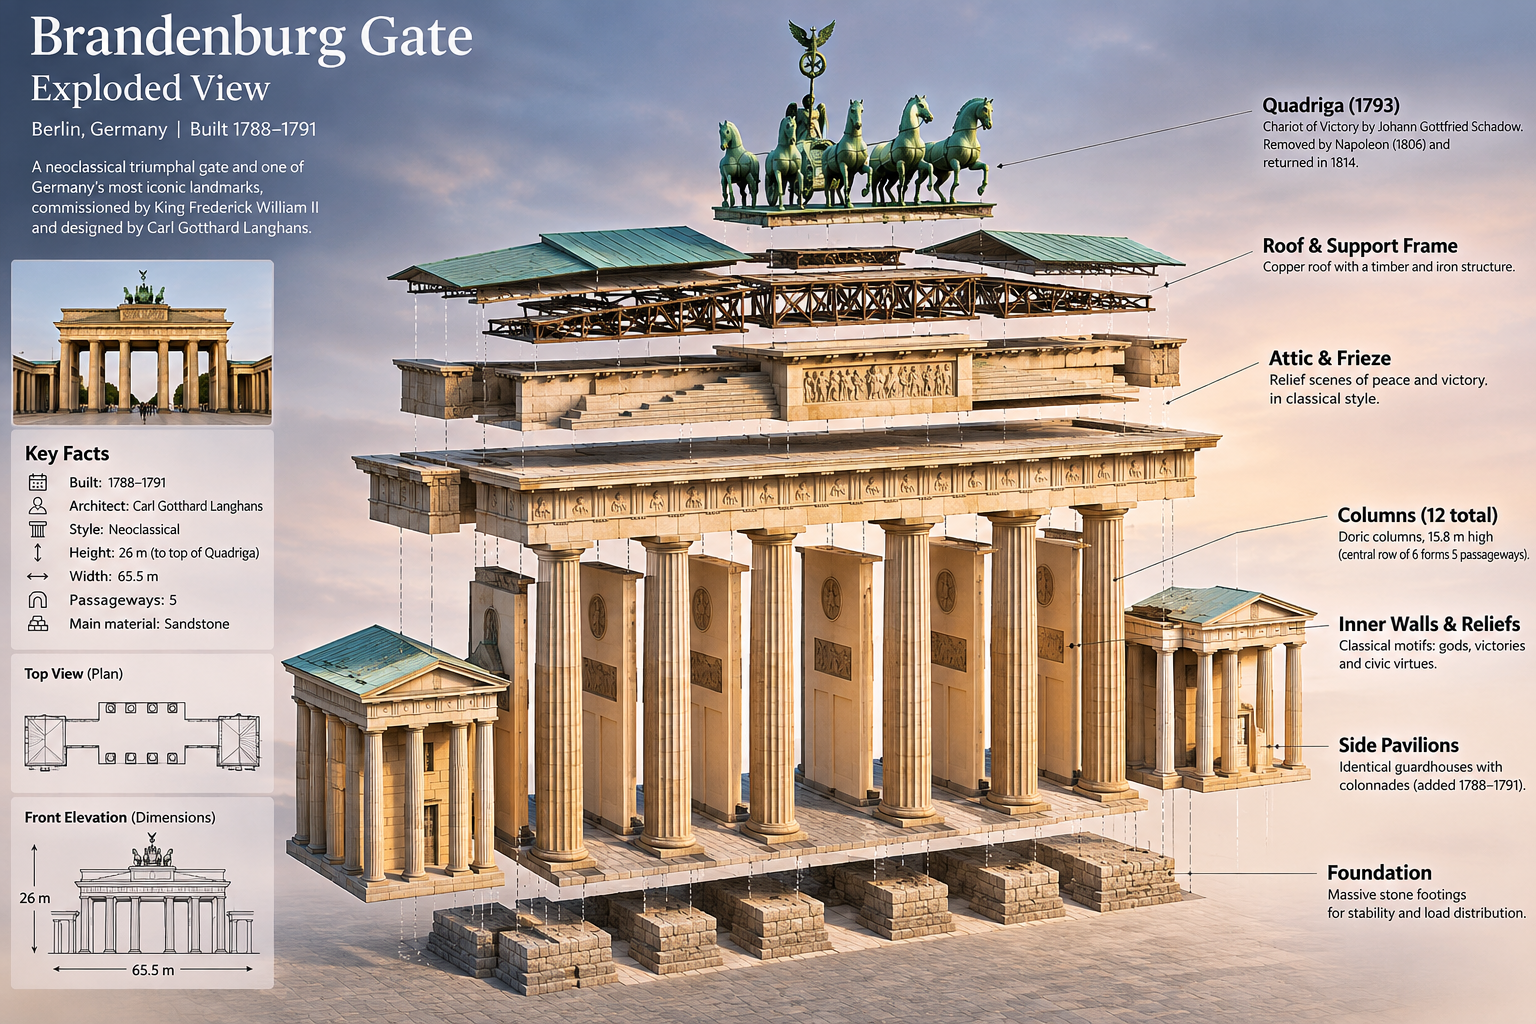 Brandenburg Gate
Exploded View
Berlin, Germany | Built 1788–1791
A neoclassical triumphal gate and one of
Germany's most iconic landmarks,
commissioned by King Frederick William II
and designed by Carl Gotthard Langhans.
Key Facts
Built: 1788–1791
Architect: Carl Gotthard Langhans
Style: Neoclassical
Height: 26 m (to top of Quadriga)
Width: 65.5 m
Passageways: 5
Main material: Sandstone
Top View (Plan)
Front Elevation (Dimensions)
26 m
65.5 m
Quadriga (1793)
Chariot of Victory by Johann Gottfried Schadow.
Removed by Napoleon (1806) and
returned in 1814.
Roof & Support Frame
Copper roof with a timber and iron structure.
Attic & Frieze
Relief scenes of peace and victory.
in classical style.
Columns (12 total)
Doric columns, 15.8 m high
(central row of 6 forms 5 passageways).
Inner Walls & Reliefs
Classical motifs: gods, victories
and civic virtues.
Side Pavilions
Identical guardhouses with
colonnades (added 1788–1791).
Foundation
Massive stone footings
for stability and load distribution.